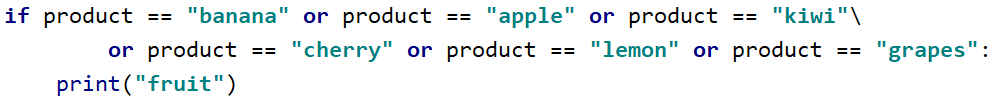 if product == "banana" or product == "apple" or product == "kiwi"\
        or product == "cherry" or product == "lemon" or product == "grapes":
    print("fruit")